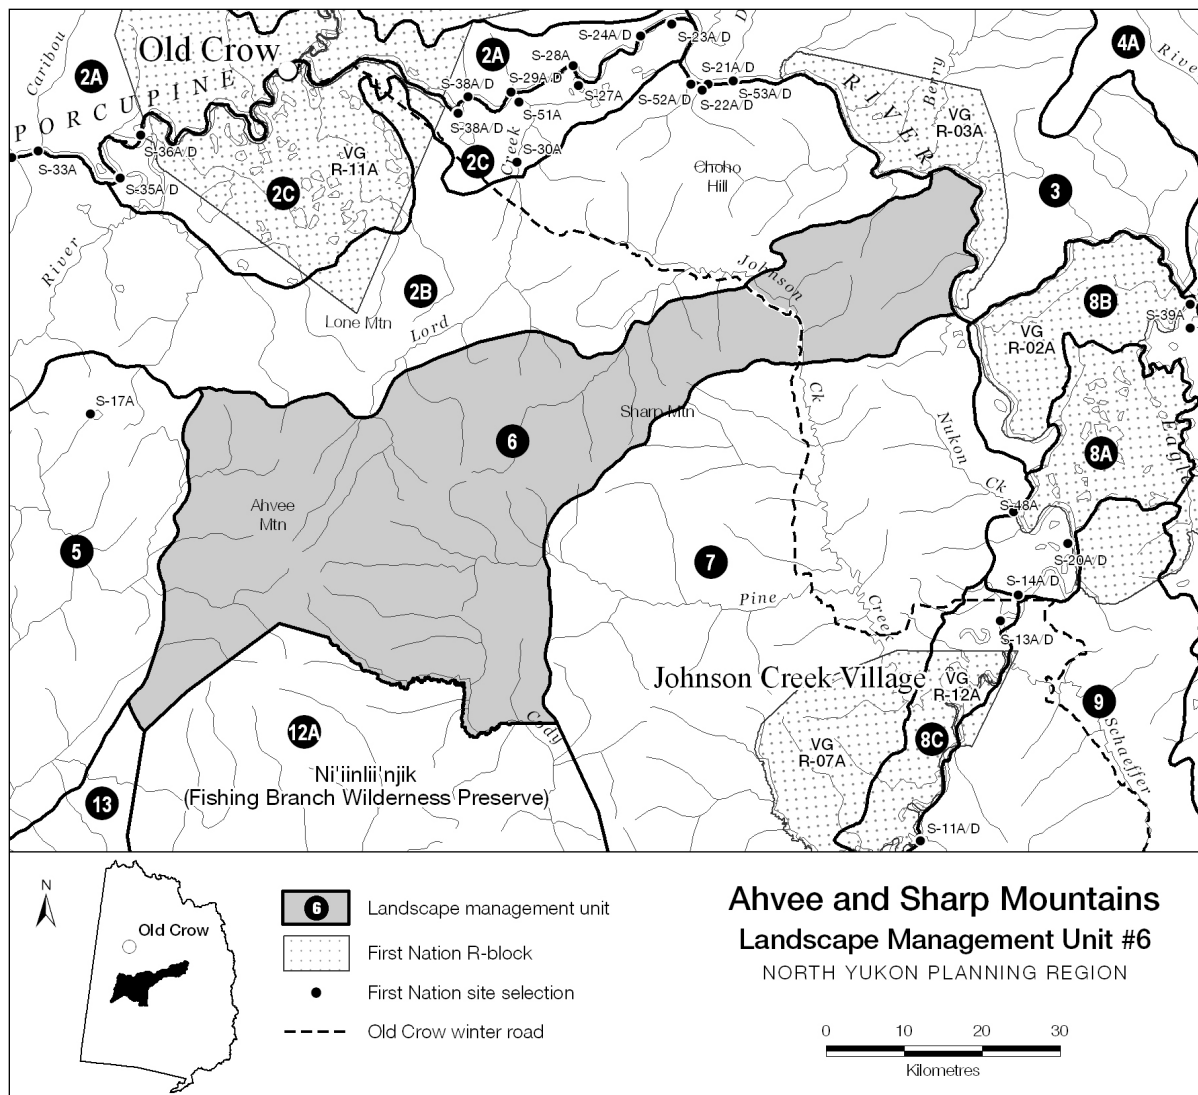 Old Crow
PORCUPINE
RIVER
Caribou
River
2A
2A
S-24A/D
S-23A/D
S-28A
S-29A/D
S-38A/D
S-27A
S-38A/D
S-51A
S-52A/D
S-21A/D
S-22A/D
S-53A/D
Berry
4A
River
VG
R-03A
S-36A/D
S-33A
S-35A/D
VG
R-11A
2C
2C
Creek
S-30A
Choho
Hill
3
River
2B
Lone Mtn
Lord
Johnson
Ck
8B
VG
R-02A
S-39A
S-17A
6
Sharp Mtn
Nukon
Ck
8A
Eagle
Ahvee
Mtn
S-48A
5
7
S-20A/D
S-14A/D
Pine
Creek
S-13A/D
Johnson Creek Village
VG
R-12A
9
Schaeffer
Cody
12A
VG
R-07A
8C
Ni'iinlii'njik
(Fishing Branch Wilderness Preserve)
13
S-11A/D
N
Old Crow
6
Landscape management unit
First Nation R-block
First Nation site selection
Old Crow winter road
Ahvee and Sharp Mountains
Landscape Management Unit #6
NORTH YUKON PLANNING REGION
0 10 20 30
Kilometres